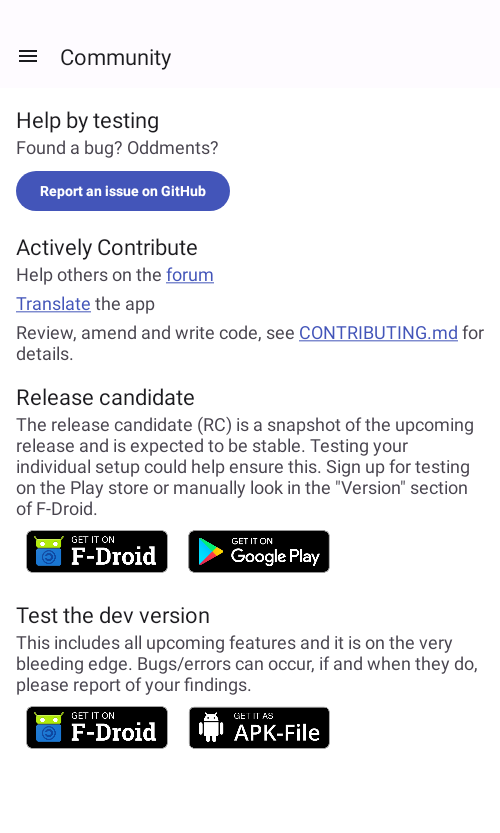 Community
Help by testing
Found a bug? Oddments?
Report an issue on GitHub
Actively Contribute
Help others on the forum
Translate the app
Review, amend and write code, see CONTRIBUTING.md for
details.
Release candidate
The release candidate (RC) is a snapshot of the upcoming
release and is expected to be stable. Testing your
individual setup could help ensure this. Sign up for testing
on the Play store or manually look in the "Version" section
of F-Droid.
GET IT ON
F-Droid
GET IT ON
Google Play
Test the dev version
This includes all upcoming features and it is on the very
bleeding edge. Bugs/errors can occur, if and when they do,
please report of your findings.
GET IT ON
F-Droid
GET IT AS
APK-File